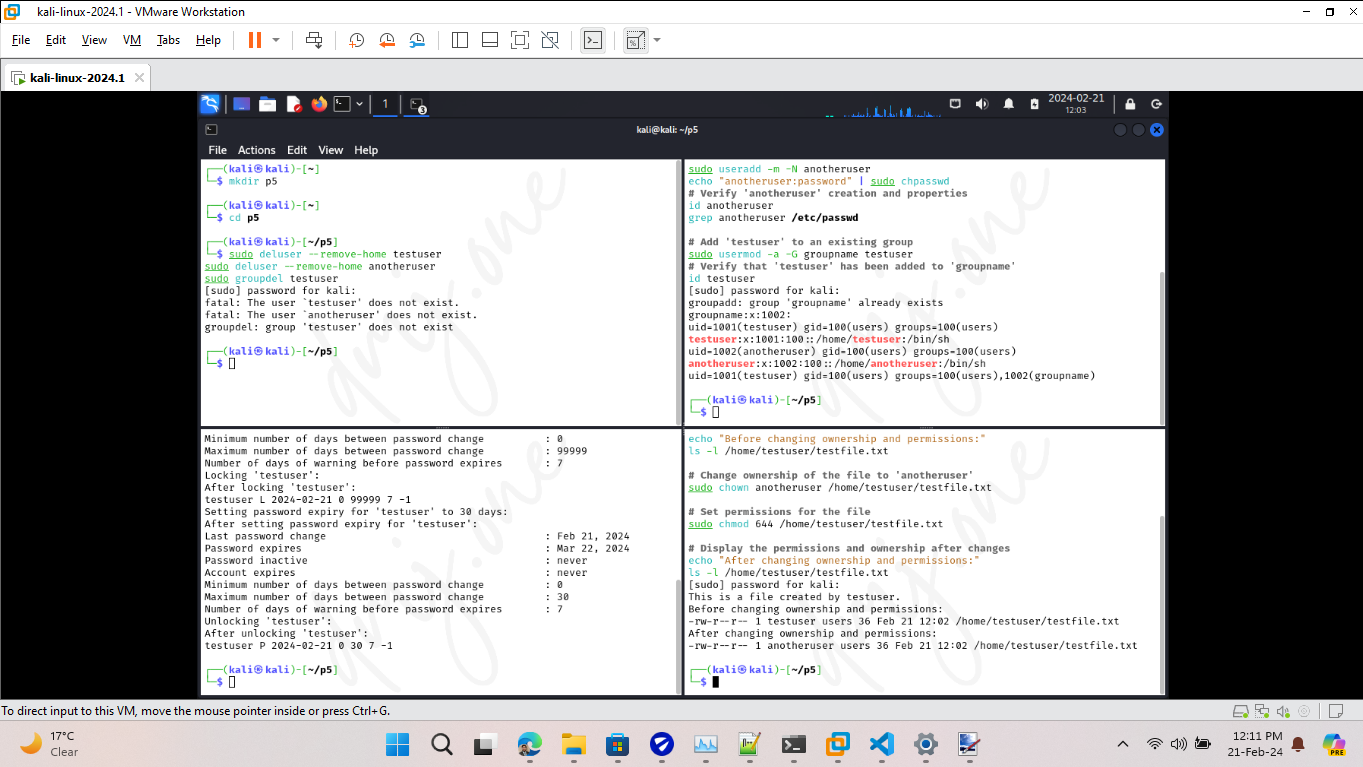 kali-linux-2024.1 - VMware Workstation
File Edit View VM Tabs Help
kali-linux-2024.1
1
3
2024-02-21
12:03
kali@kali: ~/p5
File Actions Edit View Help
┌──(kali㉿kali)-[~]
└─$ mkdir p5
┌──(kali㉿kali)-[~]
└─$ cd p5
┌──(kali㉿kali)-[~/p5]
└─$ sudo deluser --remove-home testuser
sudo deluser --remove-home anotheruser
sudo groupdel testuser
[sudo] password for kali:
fatal: The user `testuser' does not exist.
fatal: The user `anotheruser' does not exist.
groupdel: group 'testuser' does not exist
┌──(kali㉿kali)-[~/p5]
└─$
sudo useradd -m -N anotheruser
echo "anotheruser:password" | sudo chpasswd
# Verify 'anotheruser' creation and properties
id anotheruser
grep anotheruser /etc/passwd
# Add 'testuser' to an existing group
sudo usermod -a -G groupname testuser
# Verify that 'testuser' has been added to 'groupname'
id testuser
[sudo] password for kali:
groupadd: group 'groupname' already exists
groupname:x:1002:
uid=1001(testuser) gid=100(users) groups=100(users)
testuser:x:1001:100::/home/testuser:/bin/sh
uid=1002(anotheruser) gid=100(users) groups=100(users)
anotheruser:x:1002:100::/home/anotheruser:/bin/sh
uid=1001(testuser) gid=100(users) groups=100(users),1002(groupname)
┌──(kali㉿kali)-[~/p5]
└─$
Minimum number of days between password change : 0
Maximum number of days between password change : 99999
Number of days of warning before password expires : 7
Locking 'testuser':
After locking 'testuser':
testuser L 2024-02-21 0 99999 7 -1
Setting password expiry for 'testuser' to 30 days:
After setting password expiry for 'testuser':
Last password change : Feb 21, 2024
Password expires : Mar 22, 2024
Password inactive : never
Account expires : never
Minimum number of days between password change : 0
Maximum number of days between password change : 30
Number of days of warning before password expires : 7
Unlocking 'testuser':
After unlocking 'testuser':
testuser P 2024-02-21 0 30 7 -1
┌──(kali㉿kali)-[~/p5]
└─$
echo "Before changing ownership and permissions:"
ls -l /home/testuser/testfile.txt
# Change ownership of the file to 'anotheruser'
sudo chown anotheruser /home/testuser/testfile.txt
# Set permissions for the file
sudo chmod 644 /home/testuser/testfile.txt
# Display the permissions and ownership after changes
echo "After changing ownership and permissions:"
ls -l /home/testuser/testfile.txt
[sudo] password for kali:
This is a file created by testuser.
Before changing ownership and permissions:
-rw-r--r-- 1 testuser users 36 Feb 21 12:02 /home/testuser/testfile.txt
After changing ownership and permissions:
-rw-r--r-- 1 anotheruser users 36 Feb 21 12:02 /home/testuser/testfile.txt
┌──(kali㉿kali)-[~/p5]
└─$
To direct input to this VM, move the mouse pointer inside or press Ctrl+G.
17°C
Clear
12:11 PM
21-Feb-24
PRE